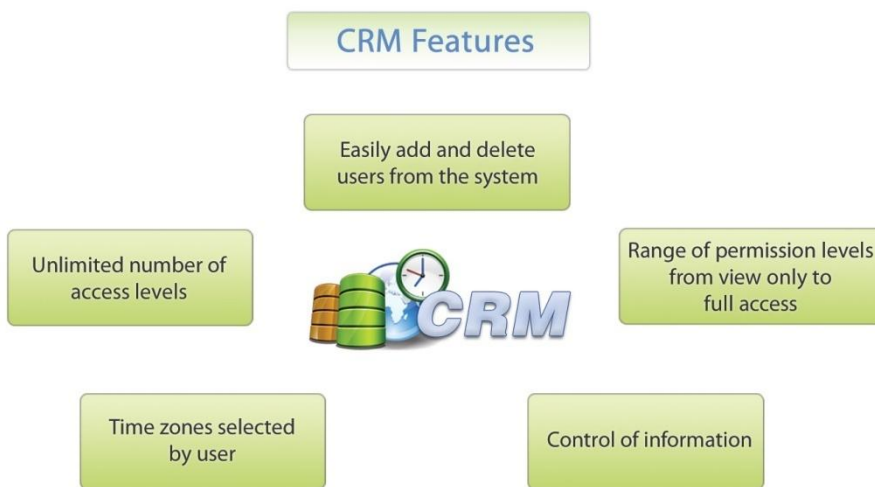 CRM Features
Easily add and delete
users from the system
Unlimited number of
access levels
Range of permission levels
from view only to
full access
CRM
Time zones selected
by user
Control of information